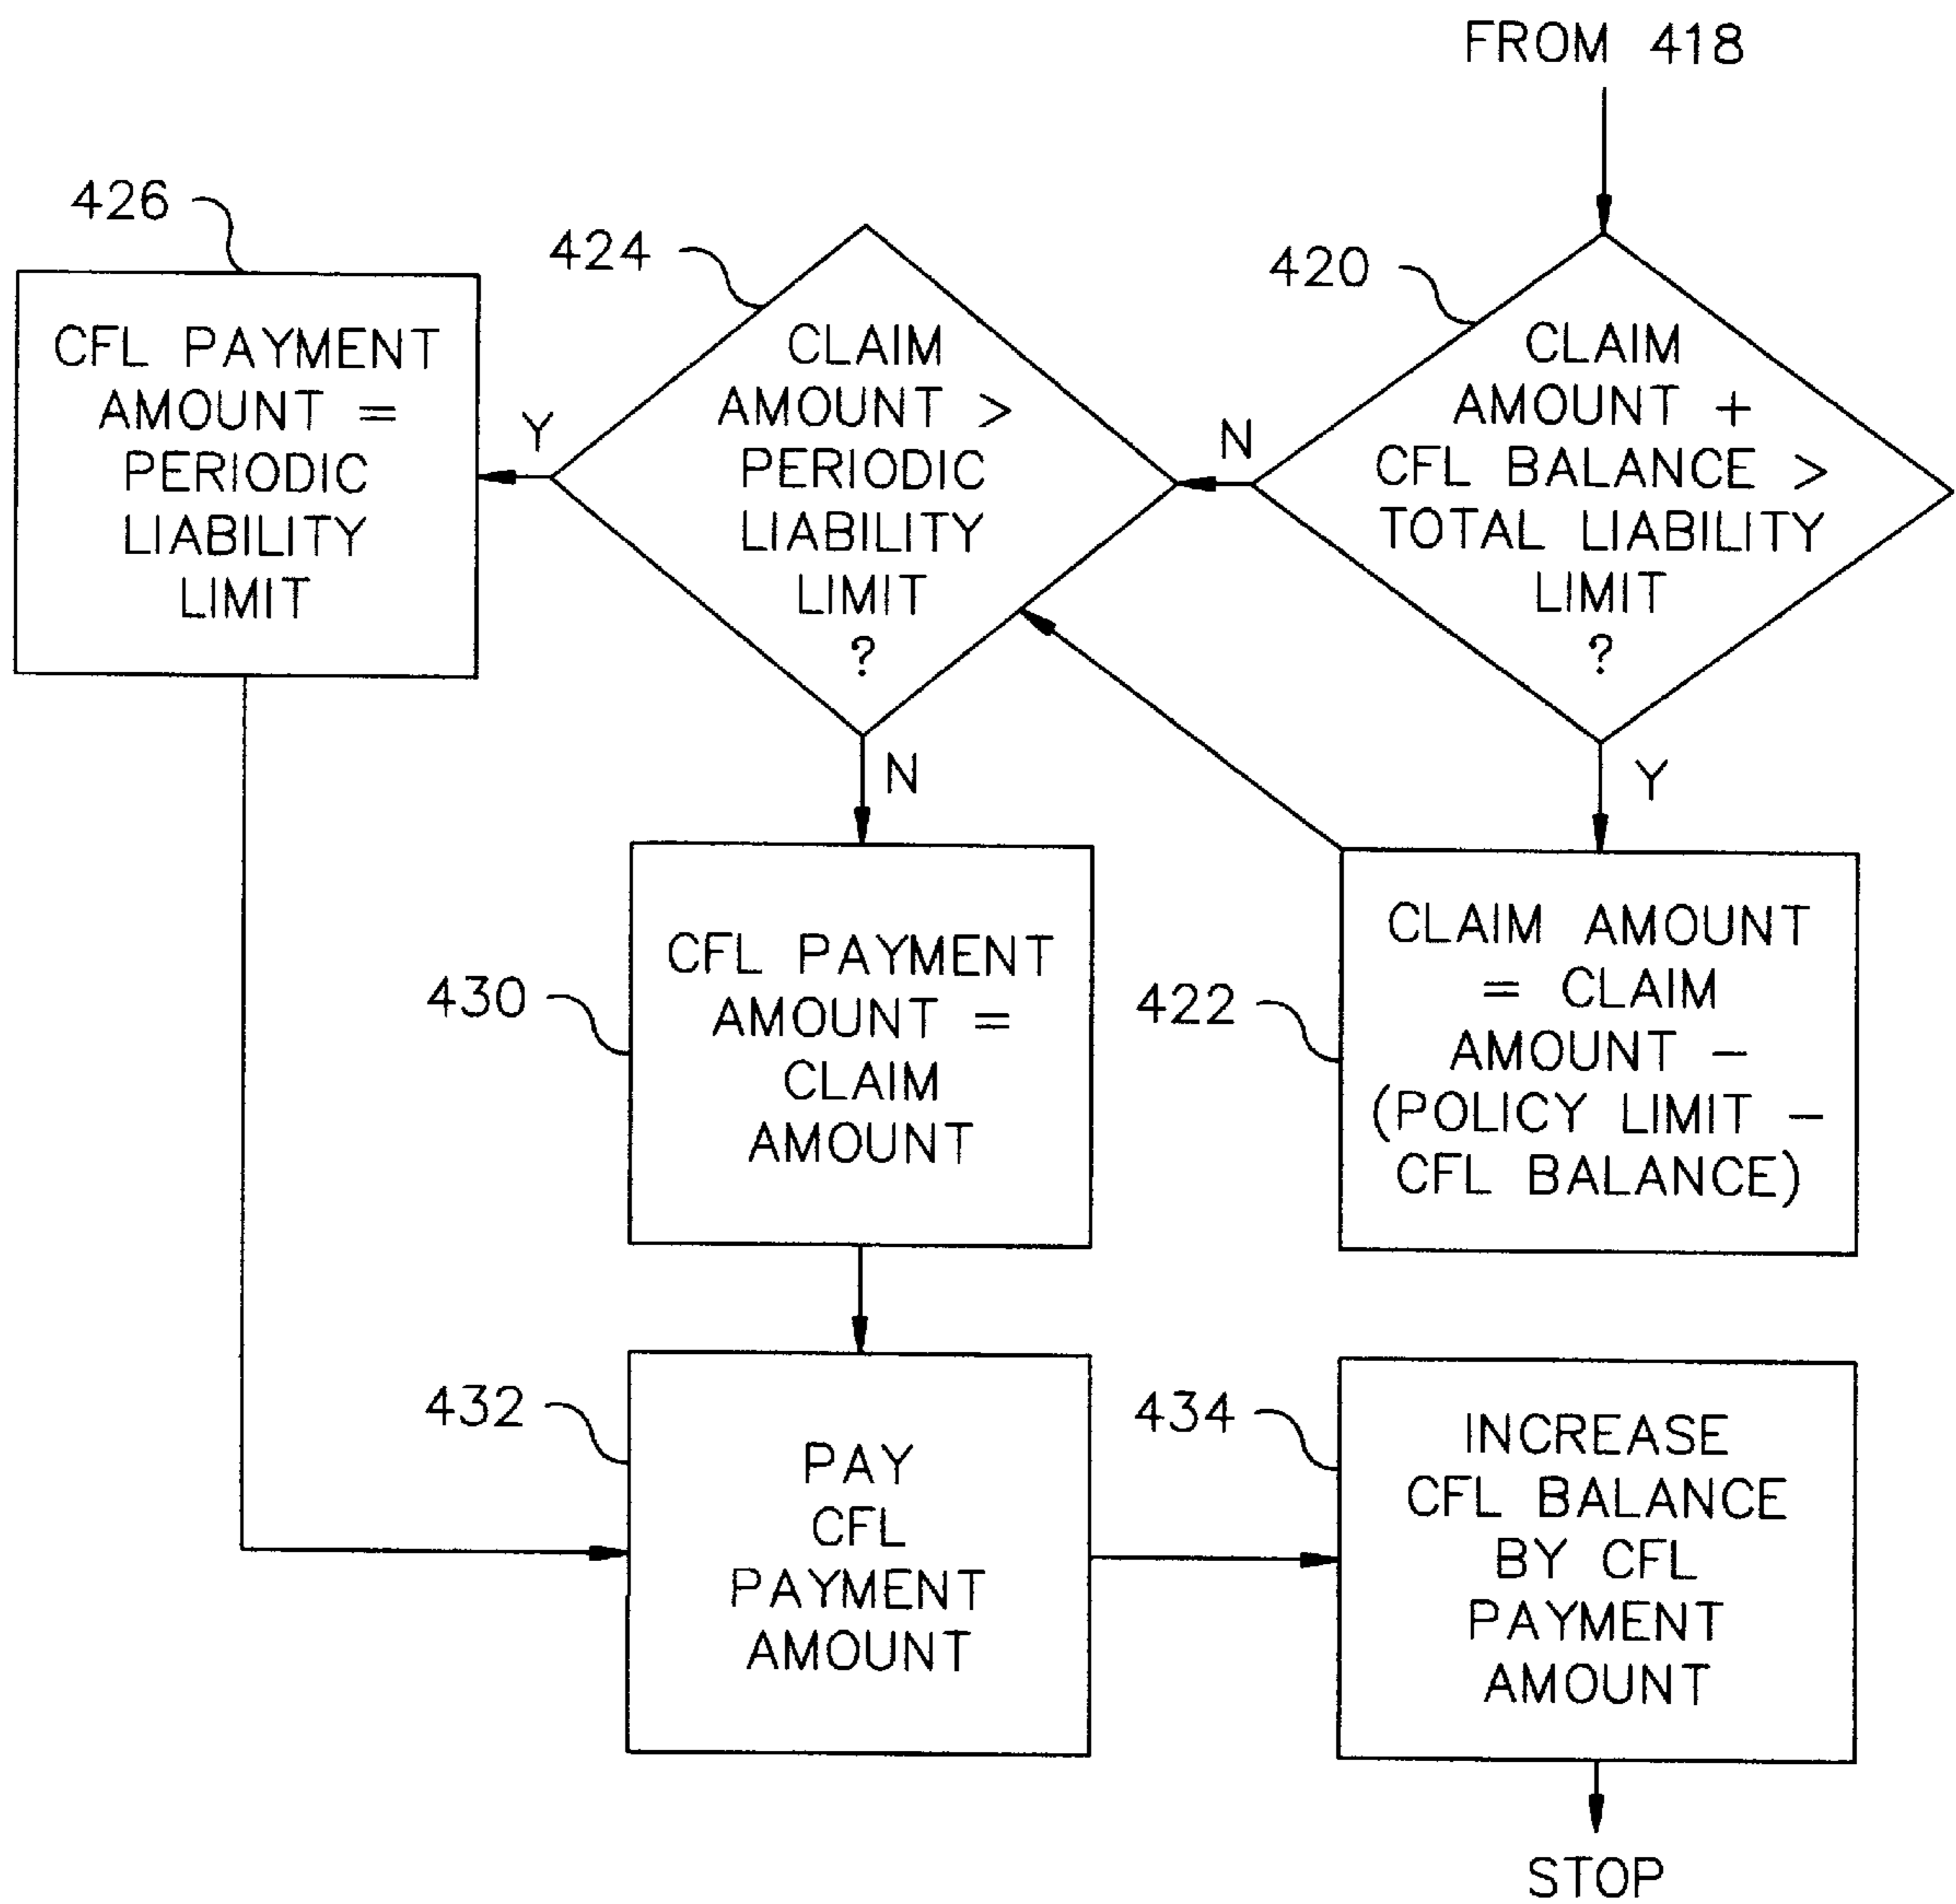 FROM 418
426
CFL PAYMENT
AMOUNT =
PERIODIC
LIABILITY
LIMIT
Y
424
CLAIM
AMOUNT >
PERIODIC
LIABILITY
LIMIT
?
N
420
CLAIM
AMOUNT +
CFL BALANCE >
TOTAL LIABILITY
LIMIT
?
N
Y
430
CFL PAYMENT
AMOUNT =
CLAIM
AMOUNT
422
CLAIM AMOUNT
= CLAIM
AMOUNT −
(POLICY LIMIT −
CFL BALANCE)
432
PAY
CFL
PAYMENT
AMOUNT
434
INCREASE
CFL BALANCE
BY CFL
PAYMENT
AMOUNT
STOP